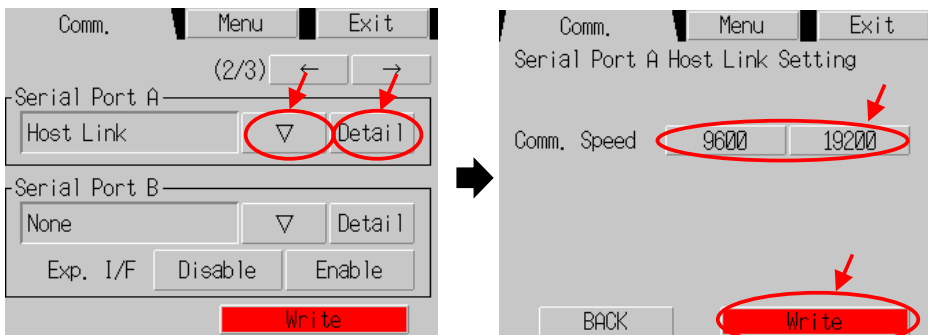 Comm. Menu Exit
(2/3) ← →
Serial Port A
Host Link ▽ Detail
Serial Port B
None ▽ Detail
Exp. I/F Disable Enable
Write
Comm. Menu Exit
Serial Port A Host Link Setting
Comm. Speed 9600 19200
BACK Write